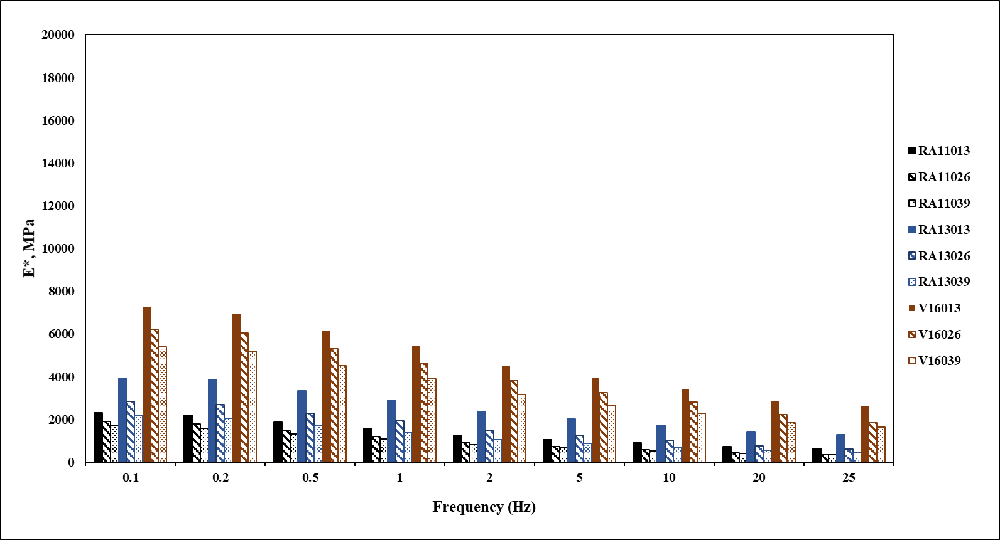 20000
18000
16000
14000
12000
10000
8000
6000
4000
2000
0
E*, MPa
0.1 0.2 0.5 1 2 5 10 20 25
Frequency (Hz)
RA11013
RA11026
RA11039
RA13013
RA13026
RA13039
V16013
V16026
V16039